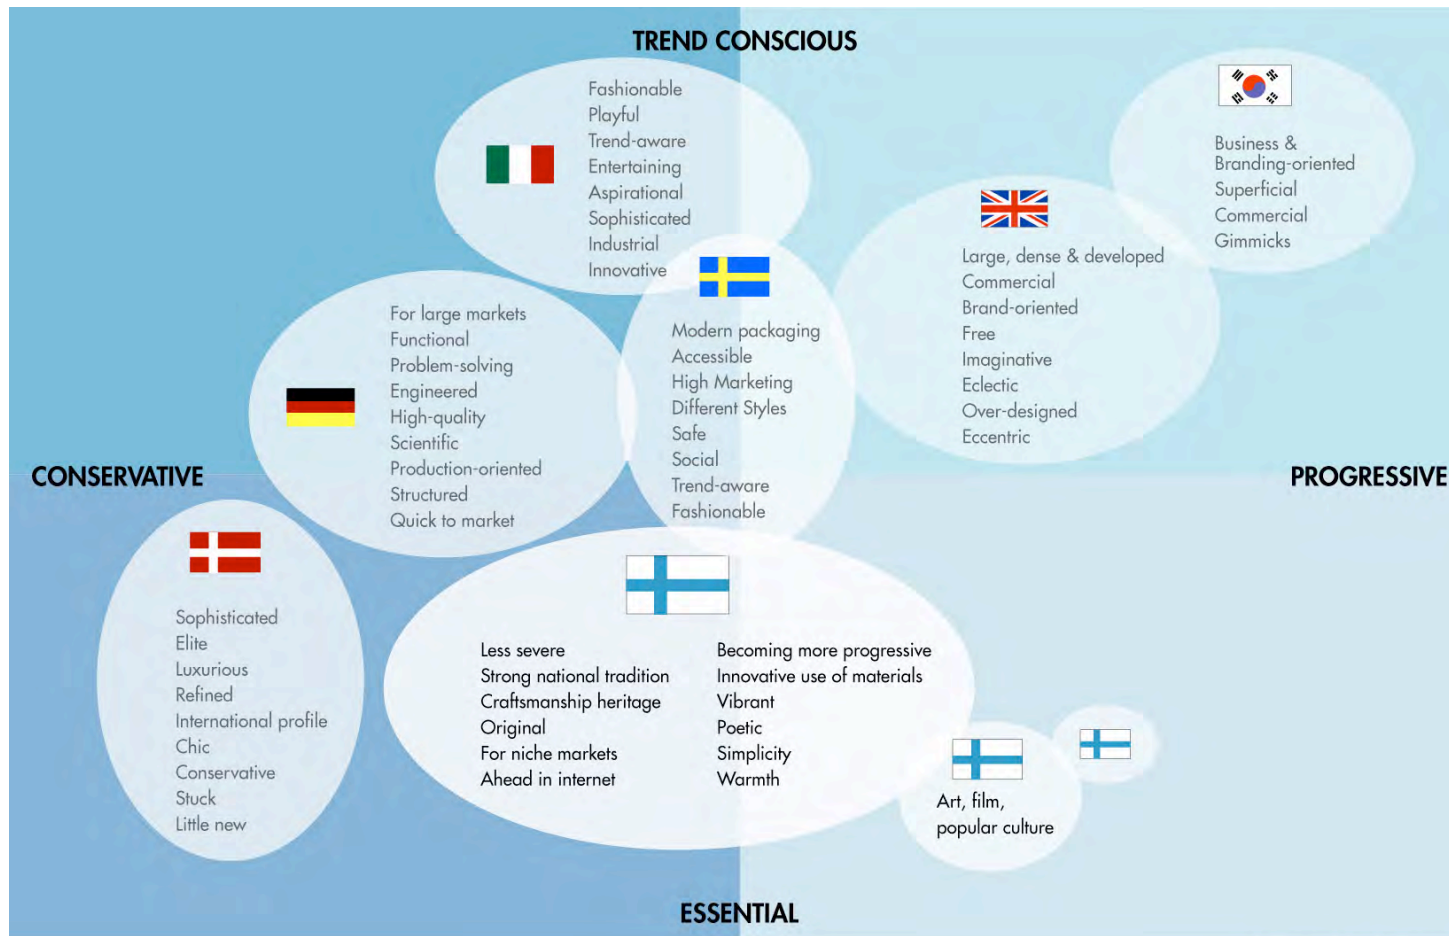 TREND CONSCIOUS
Fashionable
Playful
Trend-aware
Entertaining
Aspirational
Sophisticated
Industrial
Innovative
Business &
Branding-oriented
Superficial
Commercial
Gimmicks
Large, dense & developed
Commercial
Brand-oriented
Free
Imaginative
Eclectic
Over-designed
Eccentric
For large markets
Functional
Problem-solving
Engineered
High-quality
Scientific
Production-oriented
Structured
Quick to market
Modern packaging
Accessible
High Marketing
Different Styles
Safe
Social
Trend-aware
Fashionable
CONSERVATIVE
PROGRESSIVE
Sophisticated
Elite
Luxurious
Refined
International profile
Chic
Conservative
Stuck
Little new
Less severe
Strong national tradition
Craftsmanship heritage
Original
For niche markets
Ahead in internet
Becoming more progressive
Innovative use of materials
Vibrant
Poetic
Simplicity
Warmth
Art, film,
popular culture
ESSENTIAL